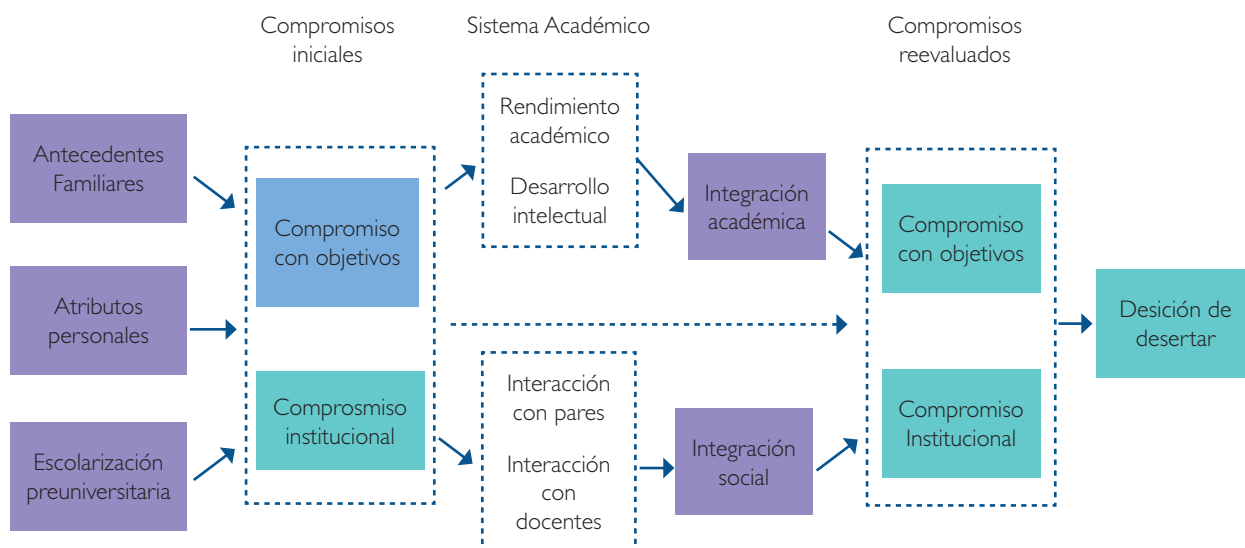 Compromisos
iniciales
Sistema Académico
Compromisos
reevaluados
Antecedentes
Familiares
Atributos
personales
Escolarización
preuniversitaria
Compromiso
con objetivos
Comprosmiso
institucional
Rendimiento
académico
Desarrollo
intelectual
Interacción
con pares
Interacción
con
docentes
Integración
académica
Integración
social
Compromiso
con objetivos
Compromiso
Institucional
Desición de
desertar